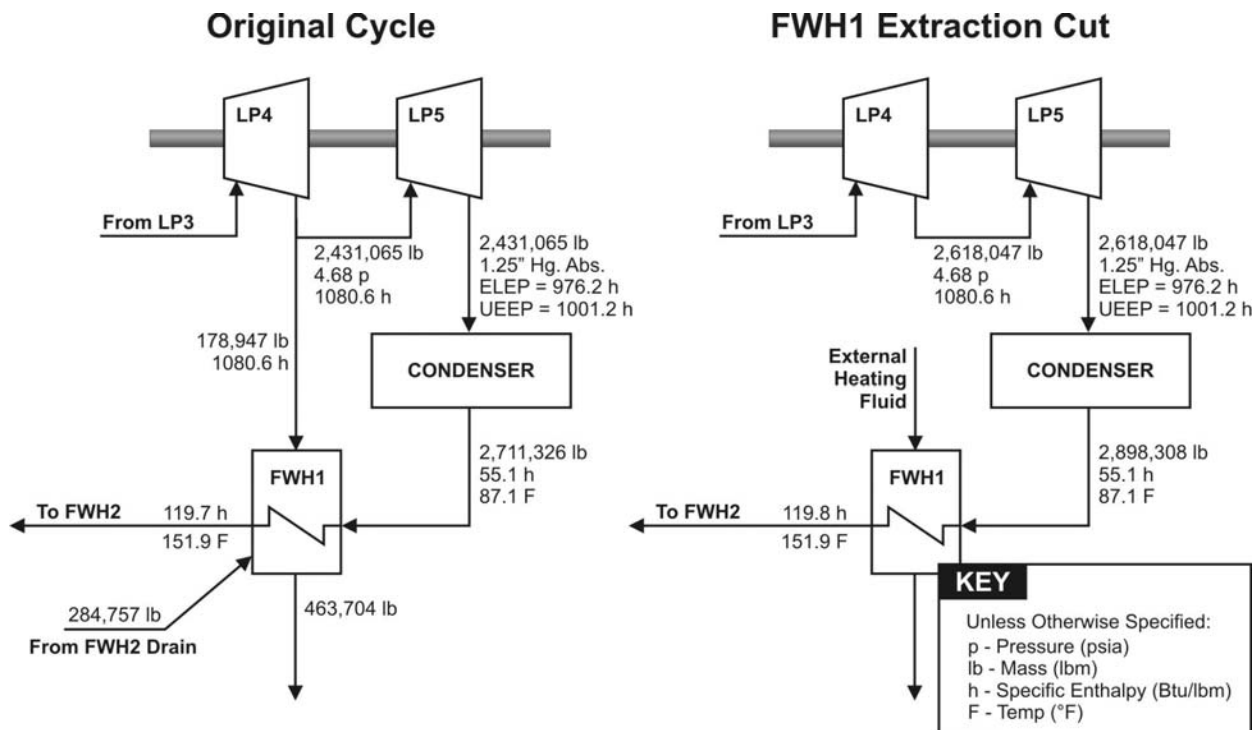 Original Cycle
LP4
LP5
From LP3
2,431,065 lb
4.68 p
1080.6 h
2,431,065 lb
1.25” Hg. Abs.
ELEP = 976.2 h
UEEP = 1001.2 h
178,947 lb
1080.6 h
CONDENSER
FWH1
2,711,326 lb
55.1 h
87.1 F
To FWH2
119.7 h
151.9 F
284,757 lb
From FWH2 Drain
463,704 lb
FWH1 Extraction Cut
LP4
LP5
From LP3
2,618,047 lb
4.68 p
1080.6 h
2,618,047 lb
1.25” Hg. Abs.
ELEP = 976.2 h
UEEP = 1001.2 h
External
Heating
Fluid
CONDENSER
FWH1
2,898,308 lb
55.1 h
87.1 F
To FWH2
119.8 h
151.9 F
KEY
Unless Otherwise Specified:
p - Pressure (psia)
lb - Mass (lbm)
h - Specific Enthalpy (Btu/lbm)
F - Temp (°F)